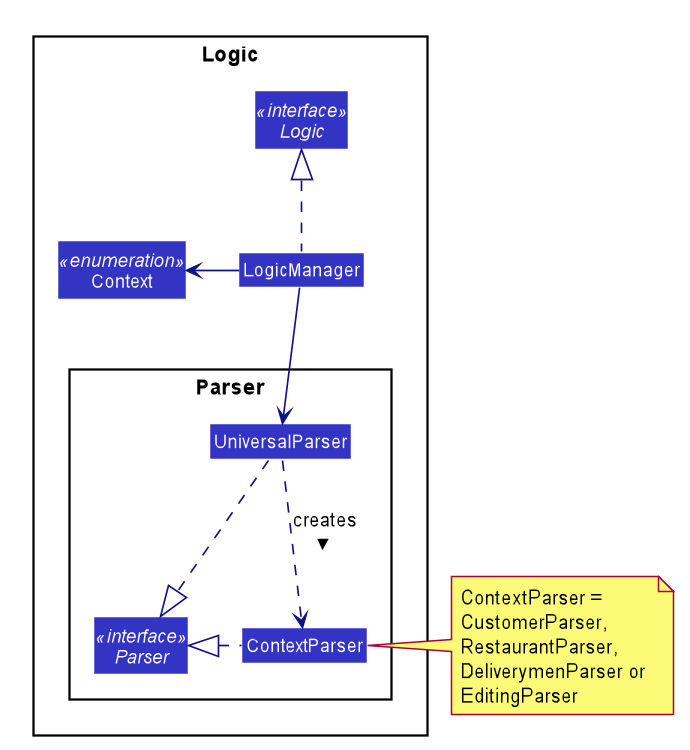 Logic
«interface»
Logic
«enumeration»
Context
LogicManager
Parser
UniversalParser
creates
«interface»
Parser
ContextParser
ContextParser =
CustomerParser,
RestaurantParser,
DeliverymenParser or
EditingParser